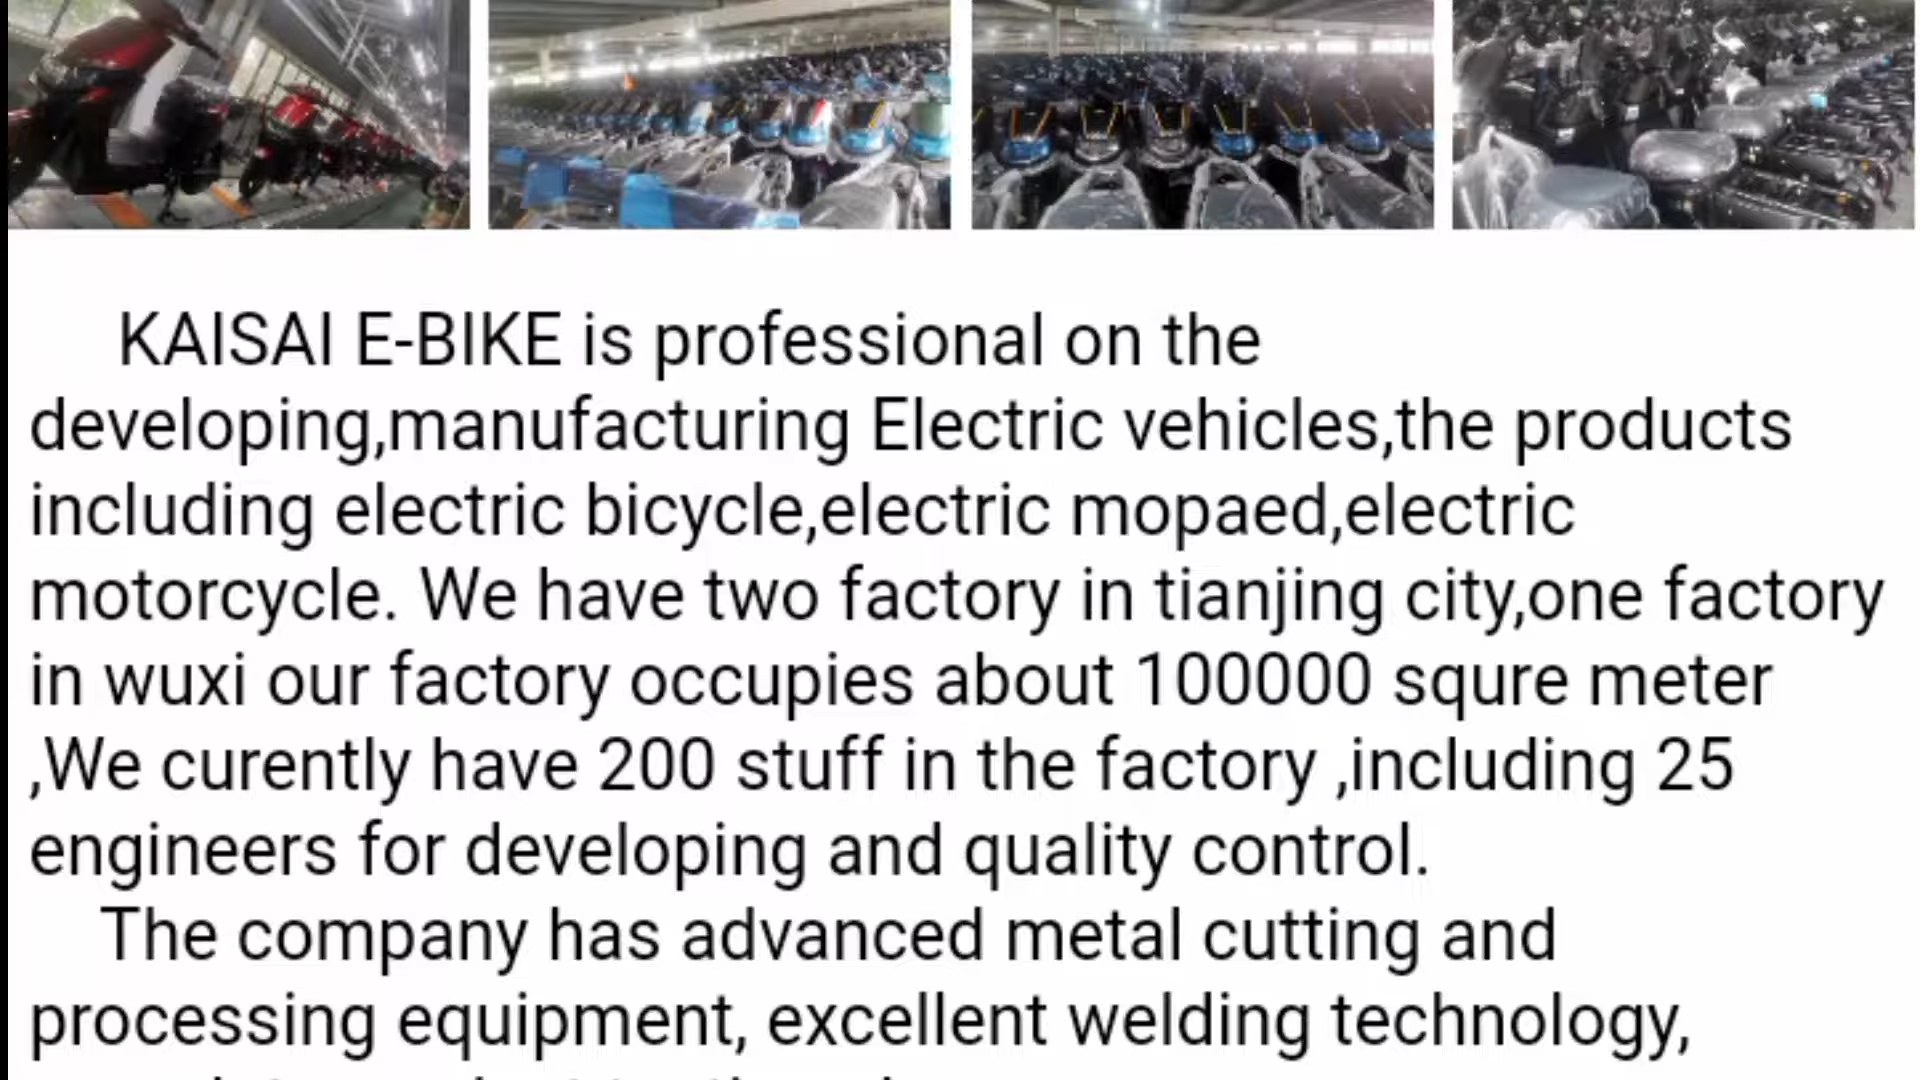 KAISAI E-BIKE is professional on the
developing,manufacturing Electric vehicles,the products
including electric bicycle,electric mopaed,electric
motorcycle. We have two factory in tianjing city,one factory
in wuxi our factory occupies about 100000 squre meter
,We curently have 200 stuff in the factory ,including 25
engineers for developing and quality control.
The company has advanced metal cutting and
processing equipment, excellent welding technology,